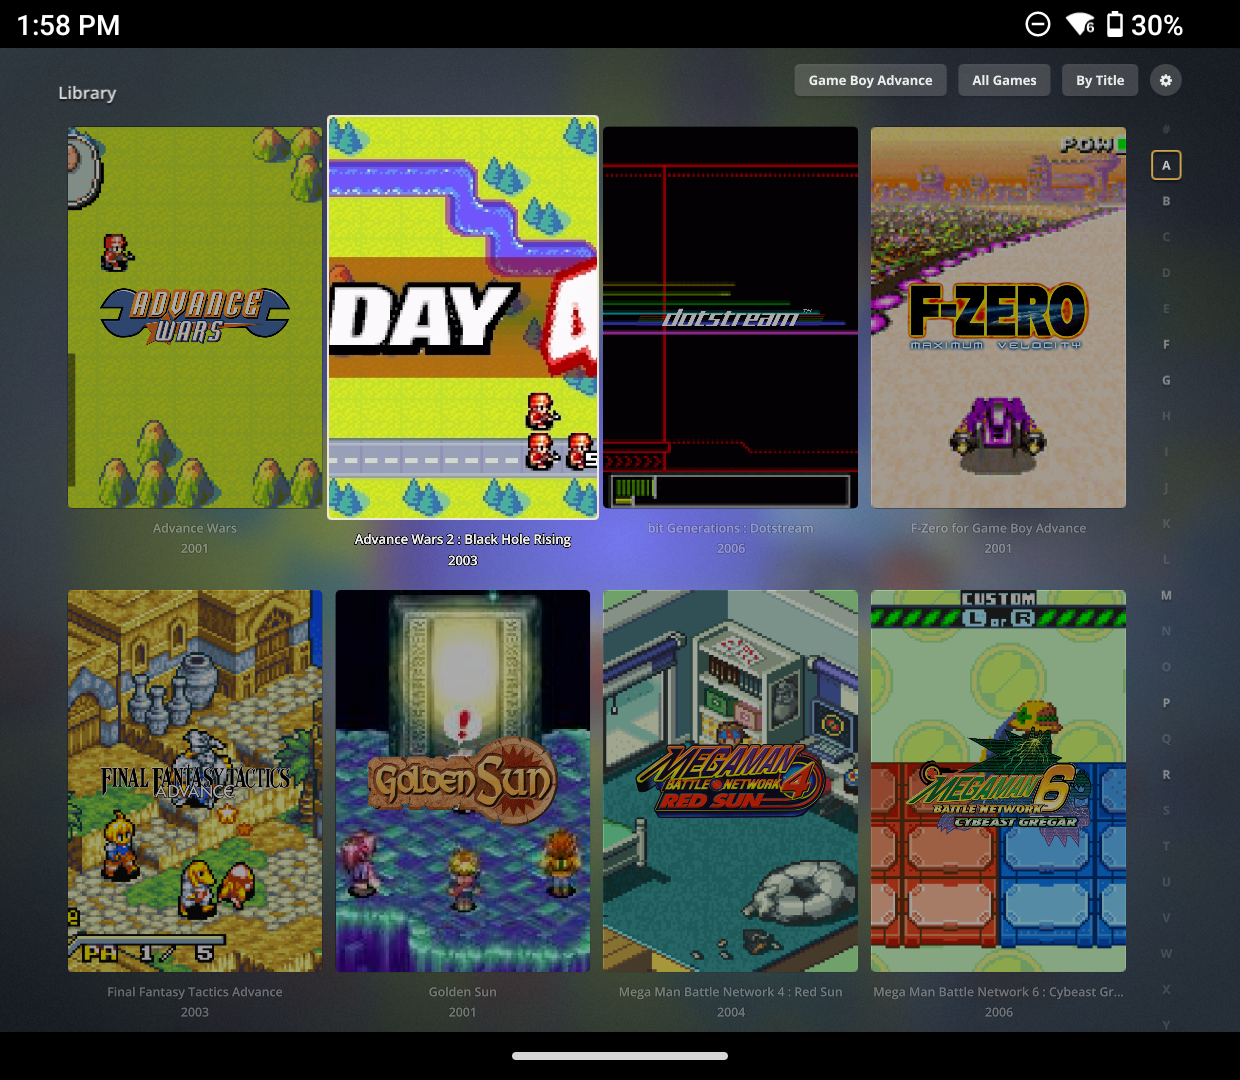 1:58 PM
6
30%
Library
Game Boy Advance
All Games
By Title
#
A
B
C
D
E
F
G
H
I
J
K
L
M
N
O
P
Q
R
S
T
U
V
W
X
Y
ADVANCE
WARS
DAY
dotstream™
POW
F-ZERO
MAXIMUM VELOCITY
Advance Wars
2001
Advance Wars 2 : Black Hole Rising
2003
bit Generations : Dotstream
2006
F-Zero for Game Boy Advance
2001
FINAL FANTASY TACTICS
ADVANCE
PA 1/ 5
!
GOLDEN SUN
MEGAMAN
BATTLE NETWORK 4
RED SUN
CUSTOM
L or R
MEGAMAN
BATTLE NETWORK 6
CYBEAST GREGAR
Final Fantasy Tactics Advance
2003
Golden Sun
2001
Mega Man Battle Network 4 : Red Sun
2004
Mega Man Battle Network 6 : Cybeast Gr...
2006